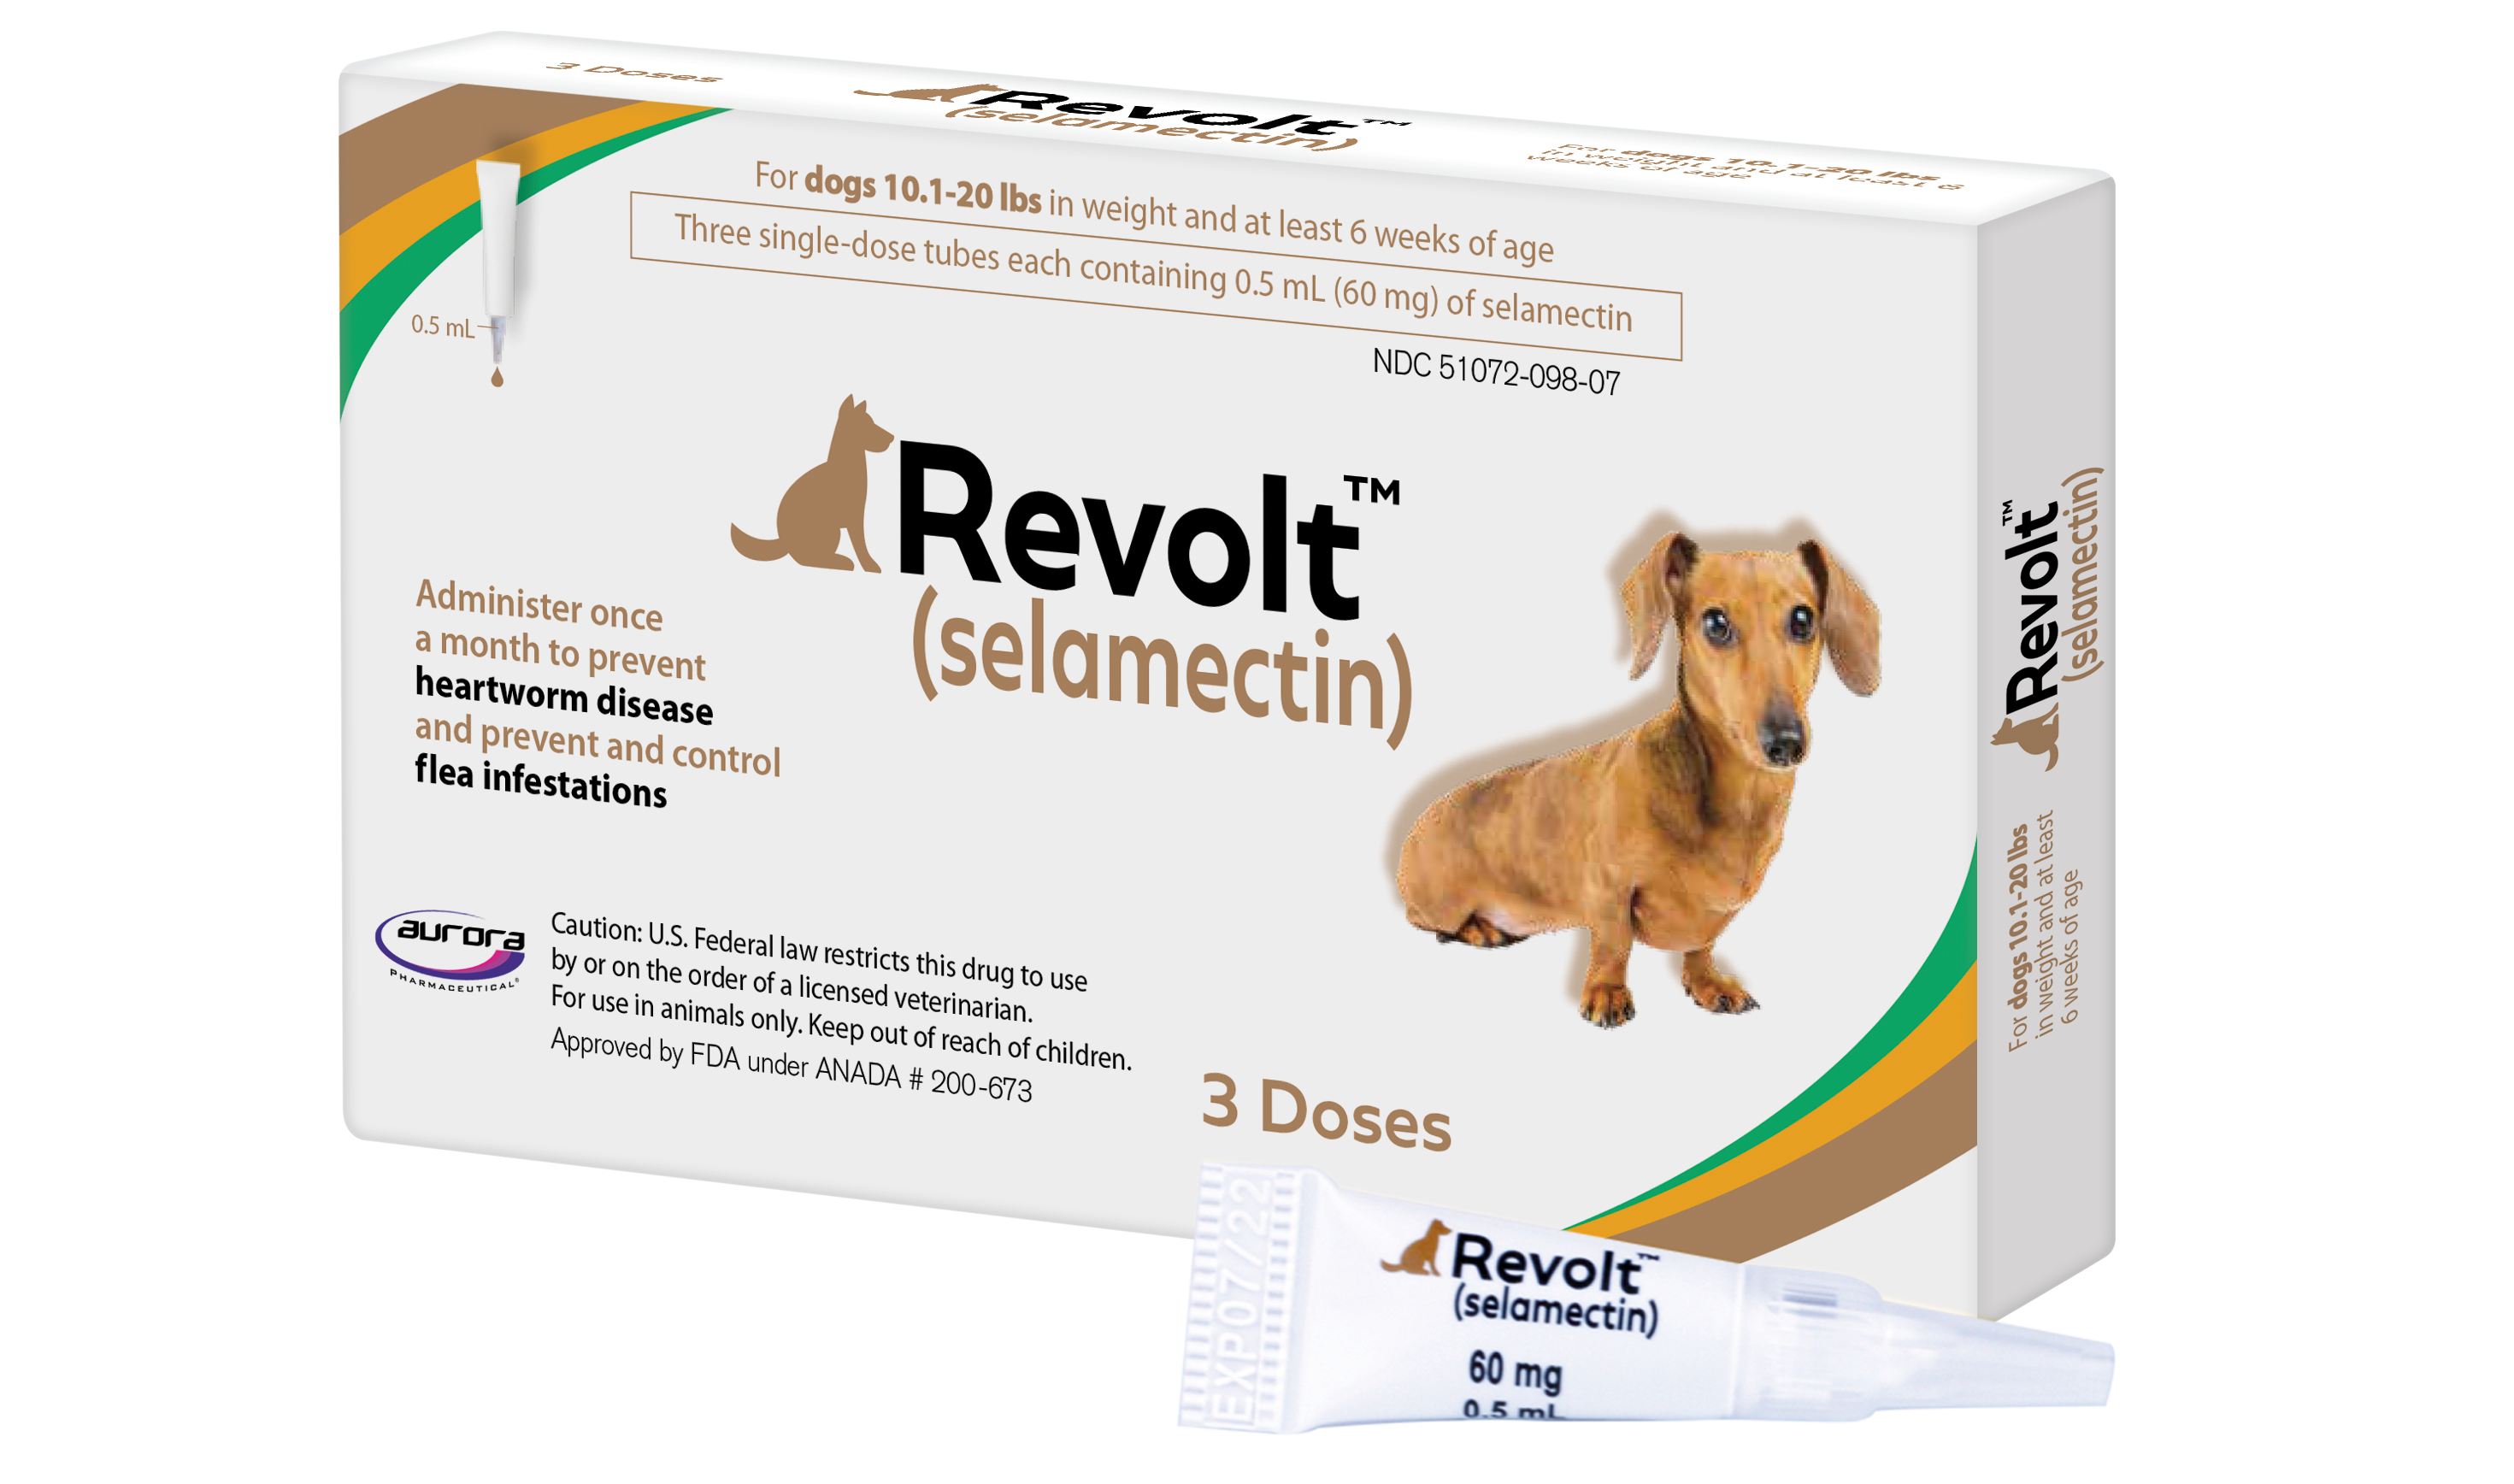 3 Doses
Revolt™
(selamectin)
For dogs 10.1-20 lbs
in weight and at least 6
weeks of age
For dogs 10.1-20 lbs in weight and at least 6 weeks of age
Three single-dose tubes each containing 0.5 mL (60 mg) of selamectin
NDC 51072-098-07
0.5 mL
Revolt™
(selamectin)
Administer once
a month to prevent
heartworm disease
and prevent and control
flea infestations
aurora
PHARMACEUTICAL®
Caution: U.S. Federal law restricts this drug to use
by or on the order of a licensed veterinarian.
For use in animals only. Keep out of reach of children.
Approved by FDA under ANADA # 200-673
3 Doses
Revolt™
(selamectin)
For dogs 10.1-20 lbs
in weight and at least
6 weeks of age
EXP07/22
Revolt™
(selamectin)
60 mg
0.5 mL